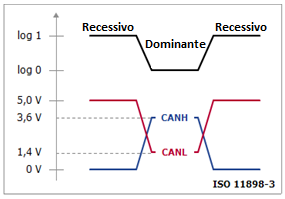 Recessivo Recessivo
log 1
Dominante
log 0
5,0 V
3,6 V CANH
1,4 V CANL
0 V
ISO 11898-3